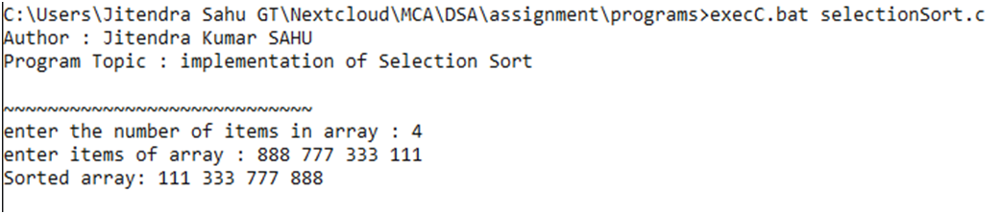 C:\Users\Jitendra Sahu GT\Nextcloud\MCA\DSA\assignment\programs>execC.bat selectionSort.c
Author : Jitendra Kumar SAHU
Program Topic : implementation of Selection Sort
~~~~~~~~~~~~~~~~~~~~~~~~~~~~
enter the number of items in array : 4
enter items of array : 888 777 333 111
Sorted array: 111 333 777 888